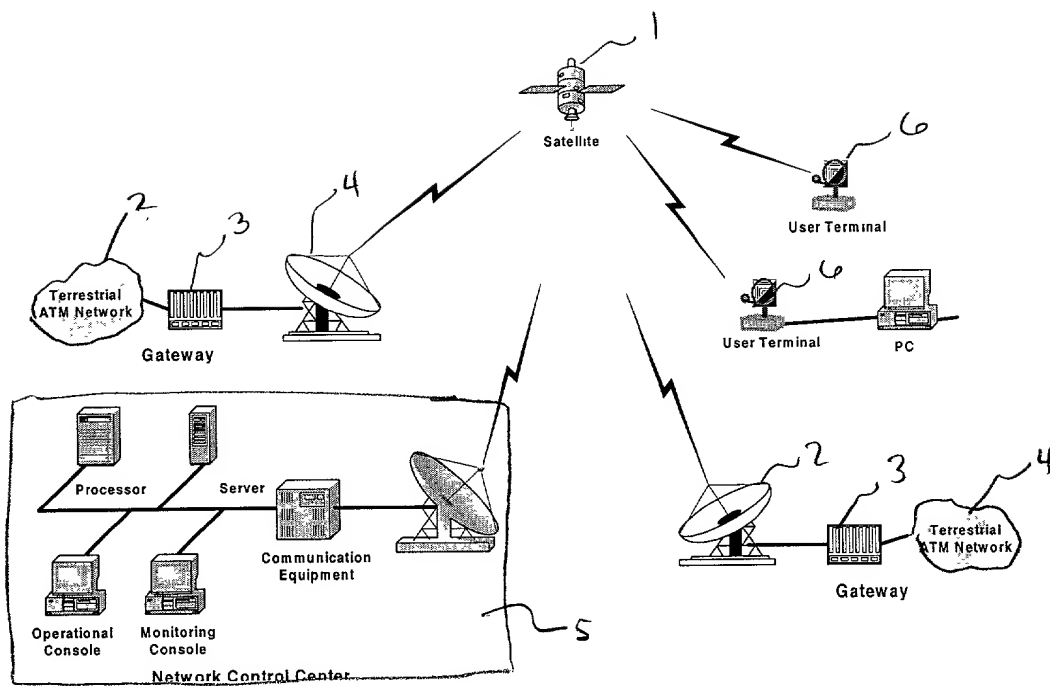 1
Satellite
6
User Terminal
4
2
3
Terrestrial
ATM Network
Gateway
6
User Terminal
PC
Processor
Server
Communication
Equipment
Operational
Console
Monitoring
Console
Network Control Center
5
2
3
4
Terrestrial
ATM Network
Gateway